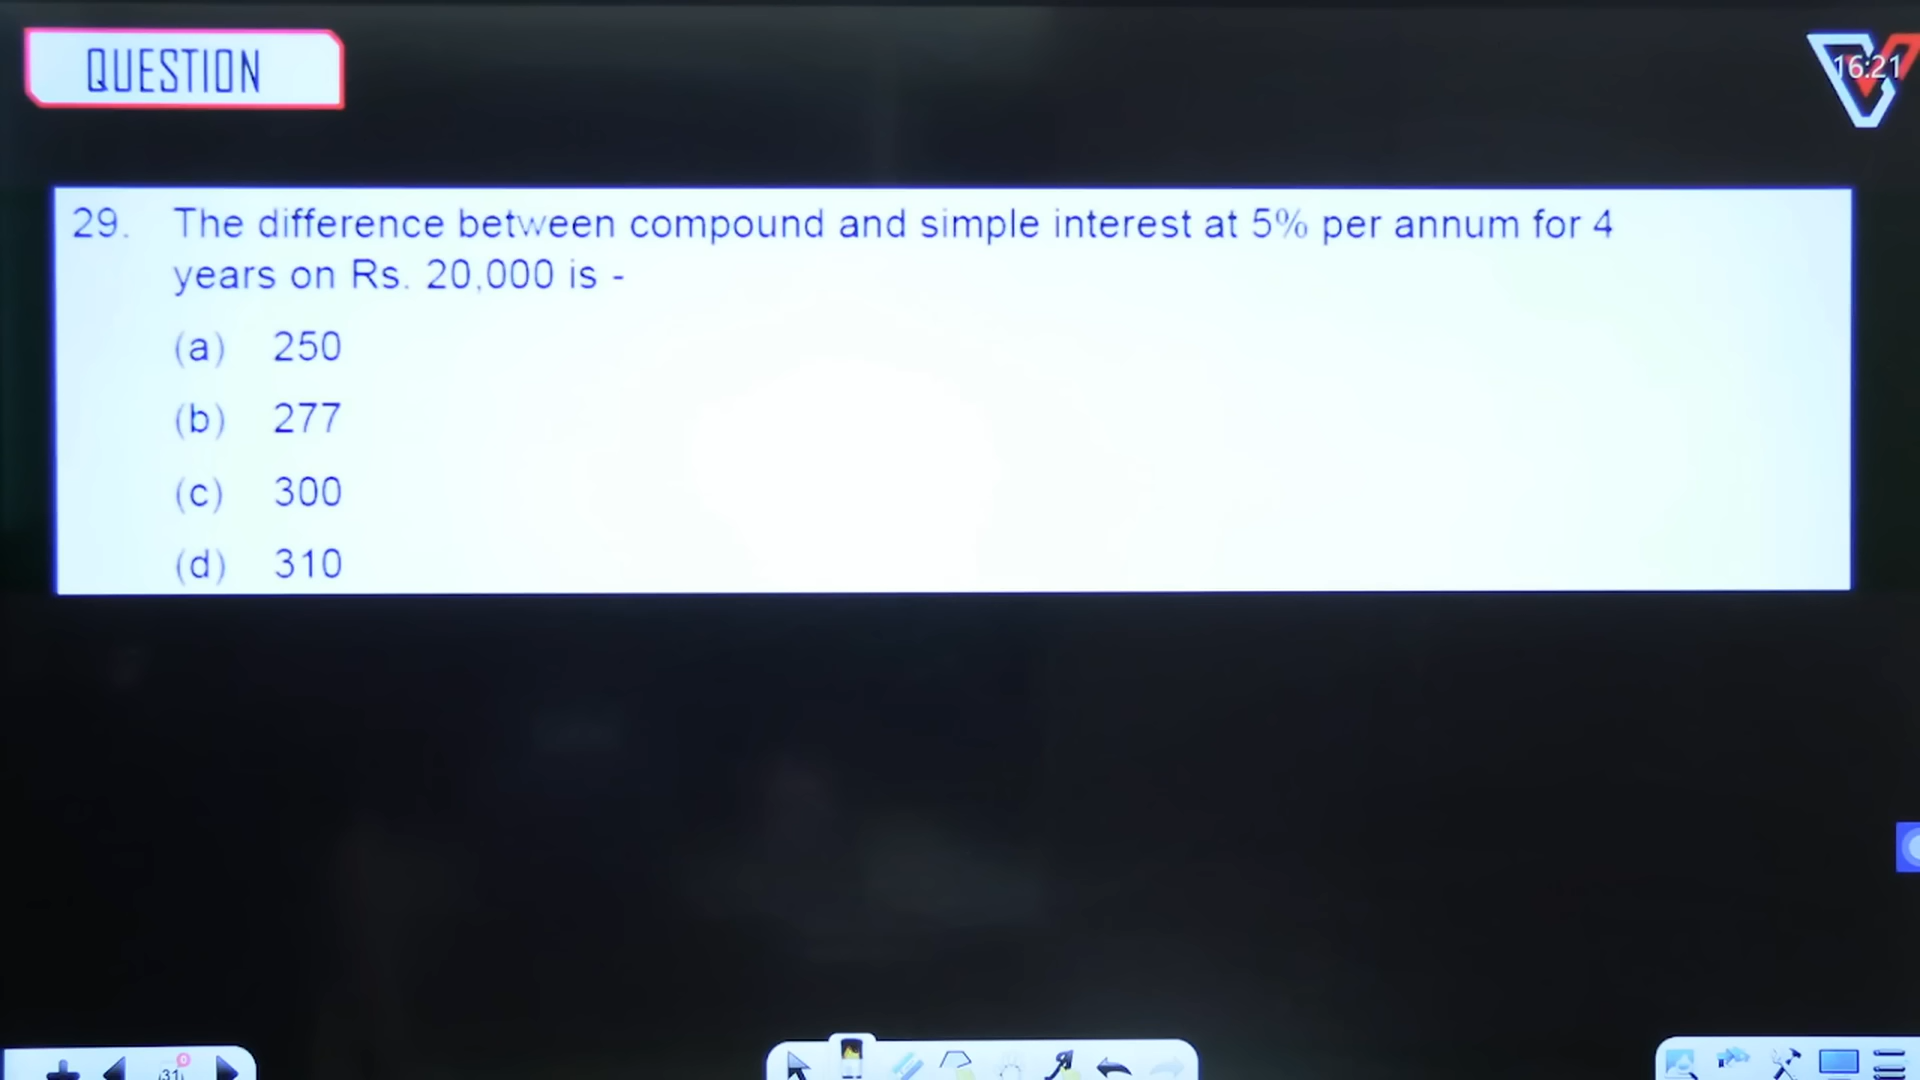 QUESTION
16:21
29. The difference between compound and simple interest at 5% per annum for 4
years on Rs. 20,000 is -
(a) 250
(b) 277
(c) 300
(d) 310
31
0